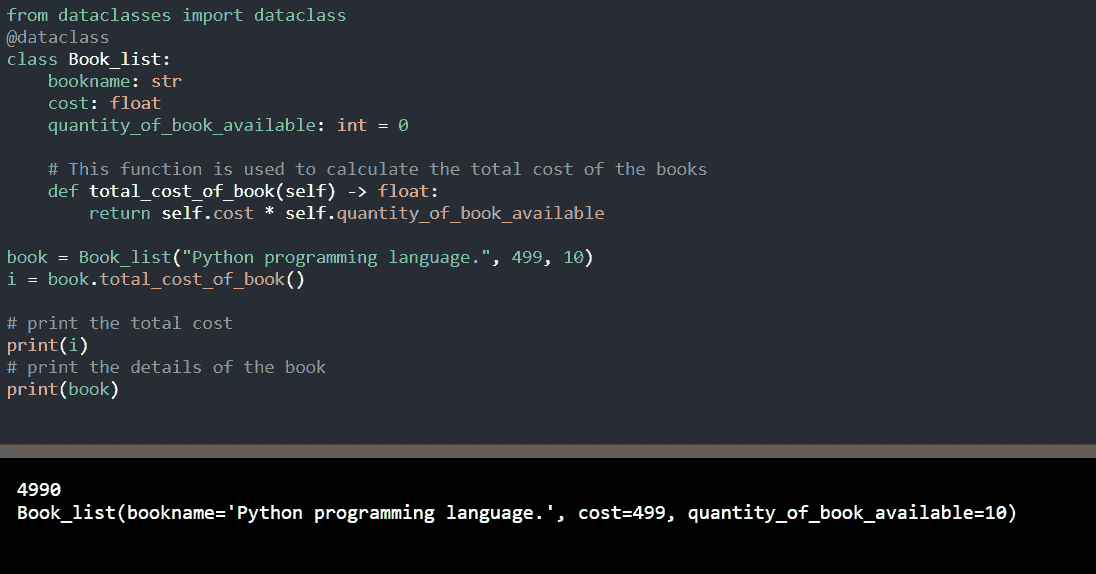 from dataclasses import dataclass
@dataclass
class Book_list:
    bookname: str
    cost: float
    quantity_of_book_available: int = 0

    # This function is used to calculate the total cost of the books
    def total_cost_of_book(self) -> float:
        return self.cost * self.quantity_of_book_available

book = Book_list("Python programming language.", 499, 10)
i = book.total_cost_of_book()

# print the total cost
print(i)
# print the details of the book
print(book)

4990
Book_list(bookname='Python programming language.', cost=499, quantity_of_book_available=10)